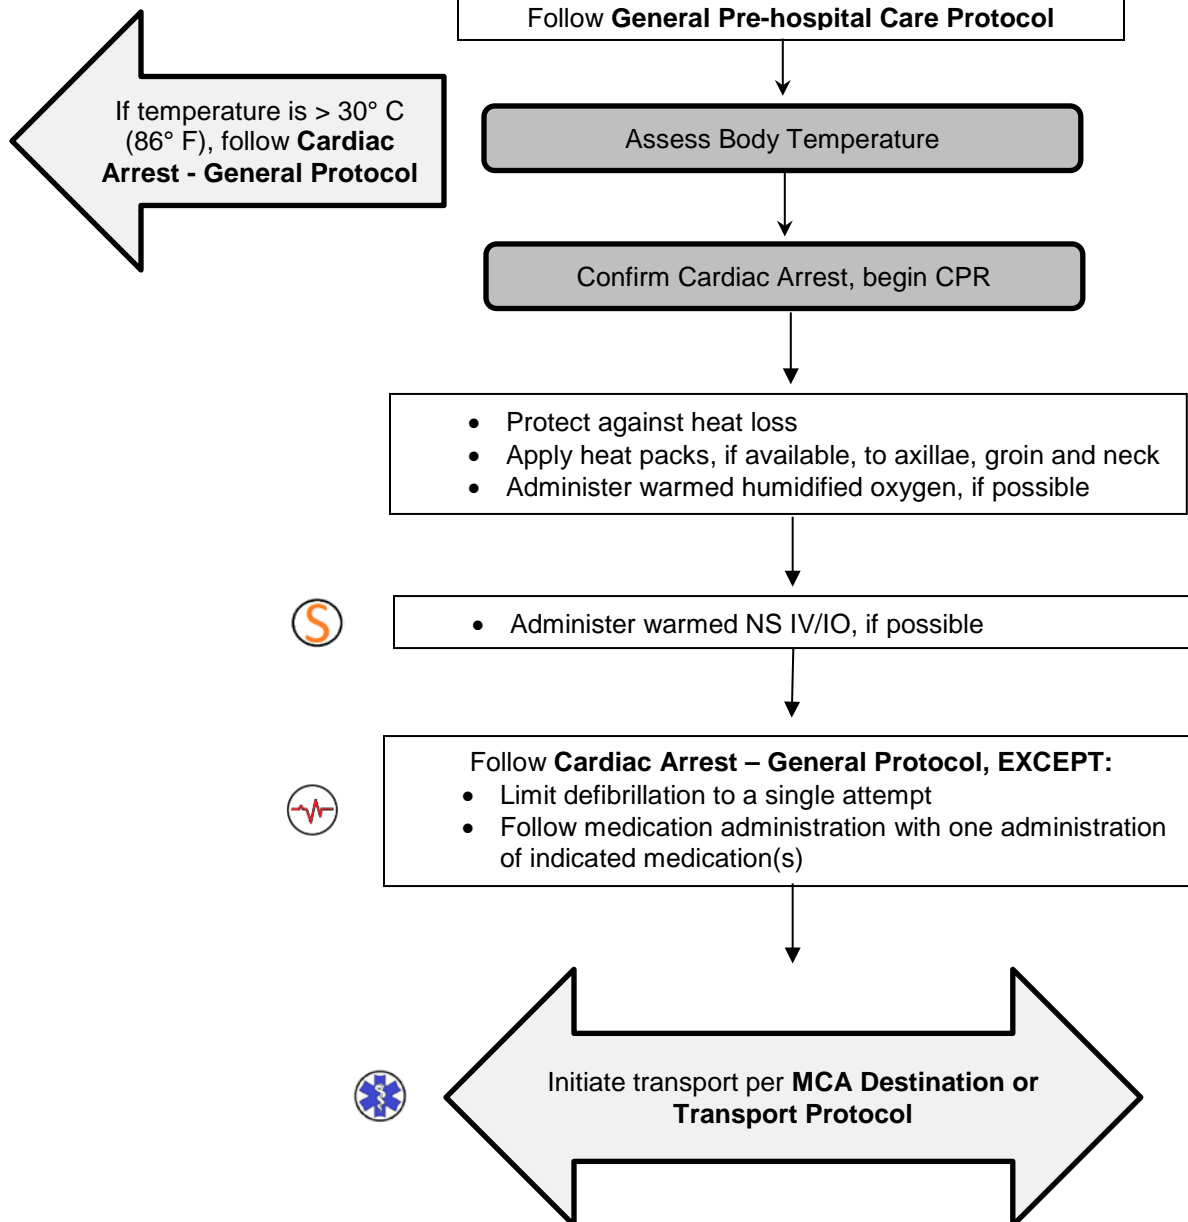 Follow General Pre-hospital Care Protocol
If temperature is > 30° C
(86° F), follow Cardiac
Arrest - General Protocol
Assess Body Temperature
Confirm Cardiac Arrest, begin CPR
• Protect against heat loss
• Apply heat packs, if available, to axillae, groin and neck
• Administer warmed humidified oxygen, if possible
S
• Administer warmed NS IV/IO, if possible
Follow Cardiac Arrest – General Protocol, EXCEPT:
• Limit defibrillation to a single attempt
• Follow medication administration with one administration
of indicated medication(s)
Initiate transport per MCA Destination or
Transport Protocol